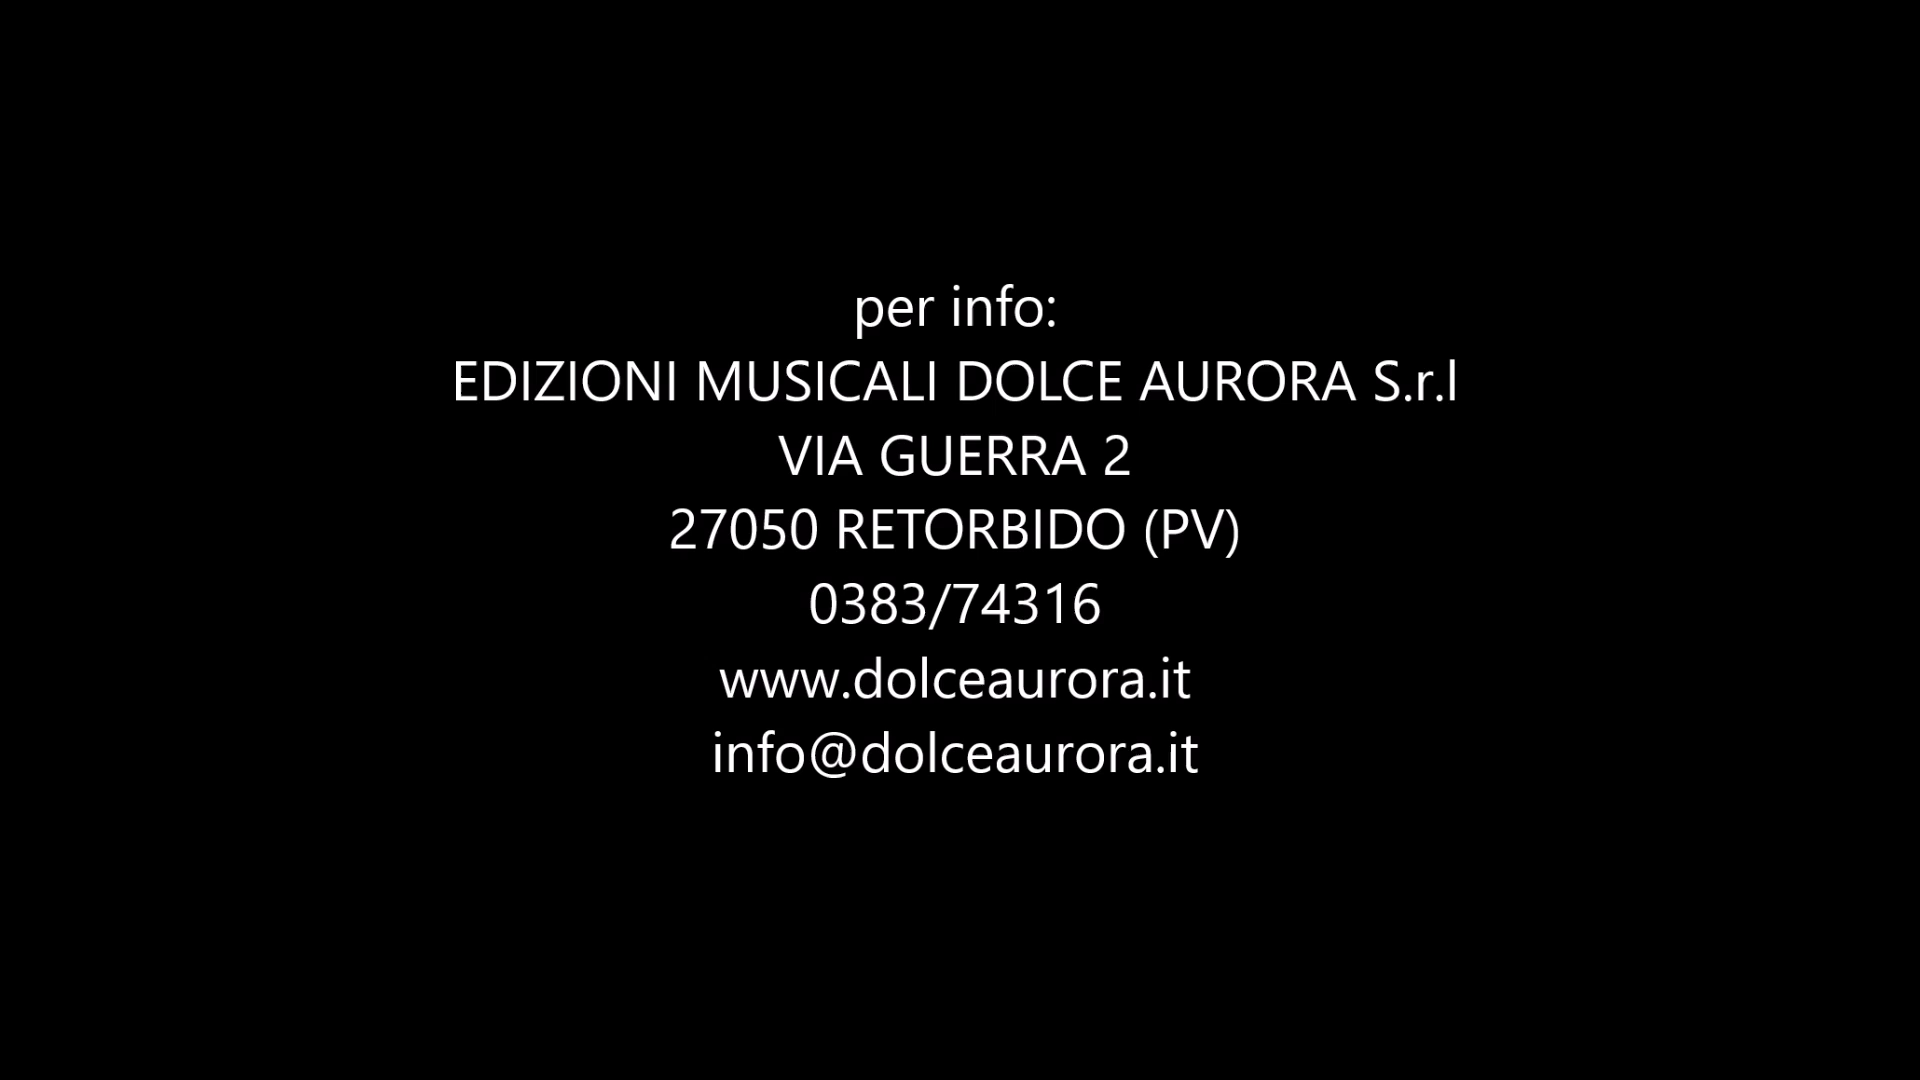 per info:
EDIZIONI MUSICALI DOLCE AURORA S.r.l
VIA GUERRA 2
27050 RETORBIDO (PV)
0383/74316
www.dolceaurora.it
info@dolceaurora.it